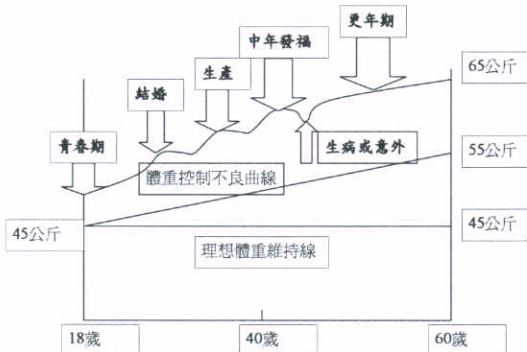 更年期
中年發福
65公斤
生產
結婚
青春期
生病或意外
55公斤
體重控制不良曲線
45公斤
45公斤
理想體重維持線
18歲
40歲
60歲